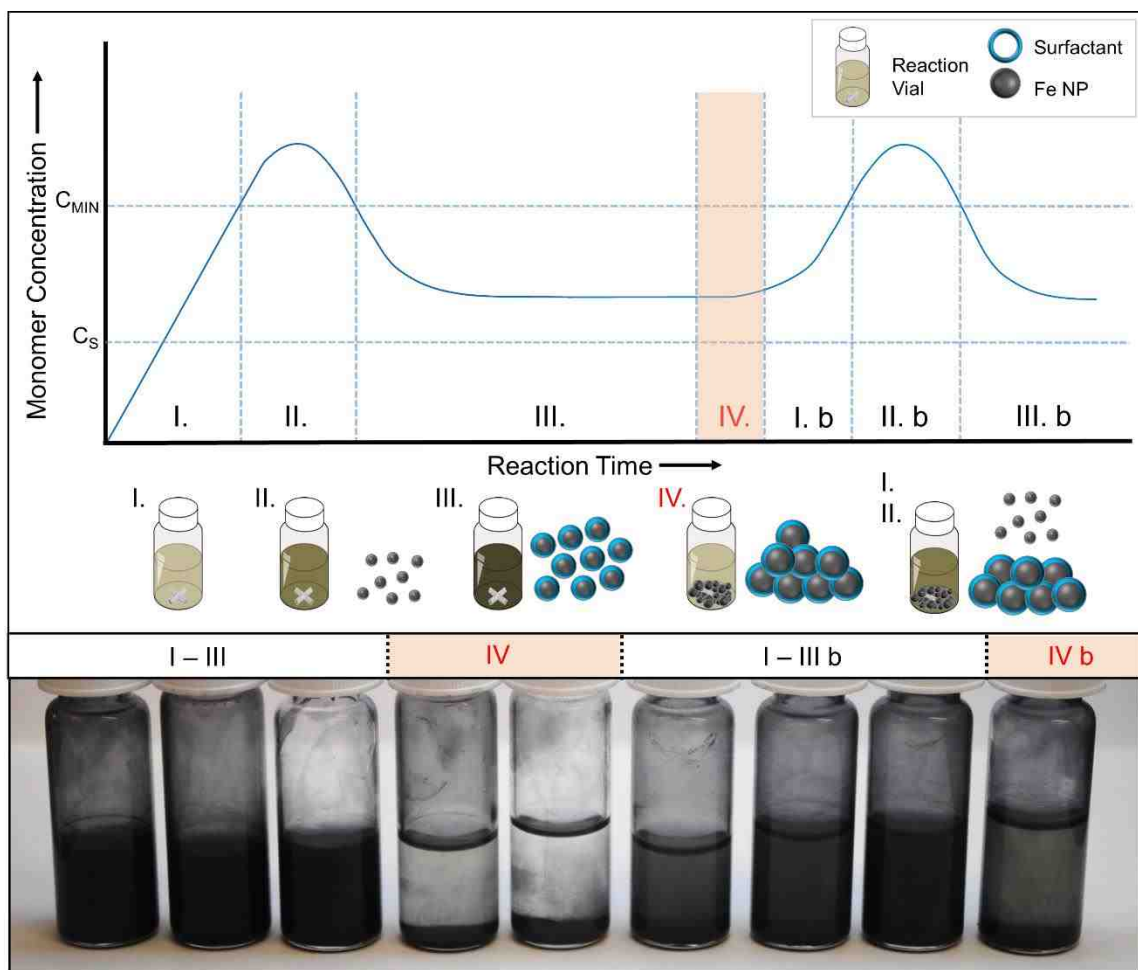 Reaction
Vial
Surfactant
Fe NP
Monomer Concentration
C_MIN
C_S
I.
II.
III.
IV.
I. b
II. b
III. b
Reaction Time
I.
II.
III.
IV.
I.
II.
I – III
IV
I – III b
IV b